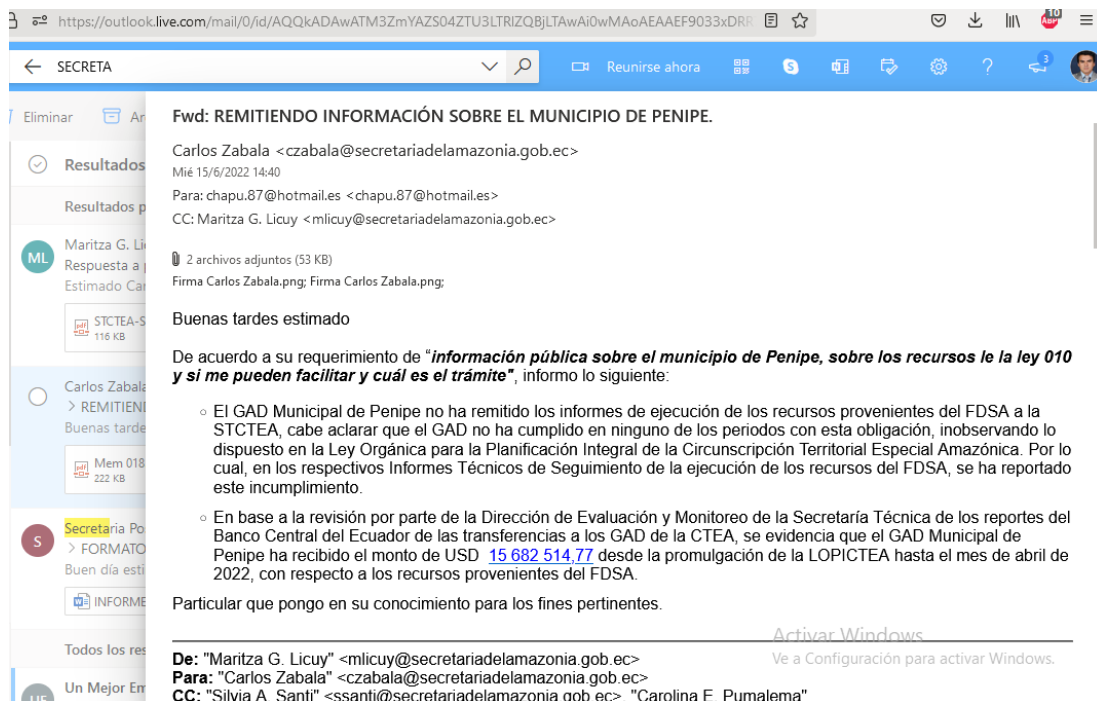 https://outlook.live.com/mail/0/id/AQQkADAwATM3ZmYAZS04ZTU3LTRlZQBjLTAwAi0wMAoAEAAEF9033xDRR
10
ABP
SECRETA
Reunirse ahora
3
Eliminar
Resultados
Resultados p
ML
Maritza G. Li
Respuesta a
Estimado Car
STCTEA-S
116 KB
Carlos Zabala
> REMITIEND
Buenas tarde
Mem 018
222 KB
S
Secretaria Po
> FORMATO
Buen día esti
INFORME
Todos los res
Un Mejor Em
Fwd: REMITIENDO INFORMACIÓN SOBRE EL MUNICIPIO DE PENIPE.
Carlos Zabala <czabala@secretariadelamazonia.gob.ec>
Mié 15/6/2022 14:40
Para: chapu.87@hotmail.es <chapu.87@hotmail.es>
CC: Maritza G. Licuy <mlicuy@secretariadelamazonia.gob.ec>
2 archivos adjuntos (53 KB)
Firma Carlos Zabala.png; Firma Carlos Zabala.png;
Buenas tardes estimado
De acuerdo a su requerimiento de “información pública sobre el municipio de Penipe, sobre los recursos le la ley 010
y si me pueden facilitar y cuál es el trámite", informo lo siguiente:
El GAD Municipal de Penipe no ha remitido los informes de ejecución de los recursos provenientes del FDSA a la
STCTEA, cabe aclarar que el GAD no ha cumplido en ninguno de los periodos con esta obligación, inobservando lo
dispuesto en la Ley Orgánica para la Planificación Integral de la Circunscripción Territorial Especial Amazónica. Por lo
cual, en los respectivos Informes Técnicos de Seguimiento de la ejecución de los recursos del FDSA, se ha reportado
este incumplimiento.
En base a la revisión por parte de la Dirección de Evaluación y Monitoreo de la Secretaría Técnica de los reportes del
Banco Central del Ecuador de las transferencias a los GAD de la CTEA, se evidencia que el GAD Municipal de
Penipe ha recibido el monto de USD 15 682 514,77 desde la promulgación de la LOPICTEA hasta el mes de abril de
2022, con respecto a los recursos provenientes del FDSA.
Particular que pongo en su conocimiento para los fines pertinentes.
Activar Windows
Ve a Configuración para activar Windows.
De: "Maritza G. Licuy" <mlicuy@secretariadelamazonia.gob.ec>
Para: "Carlos Zabala" <czabala@secretariadelamazonia.gob.ec>
CC: "Silvia A. Santi" <ssanti@secretariadelamazonia.gob.ec>, "Carolina E. Pumalema"